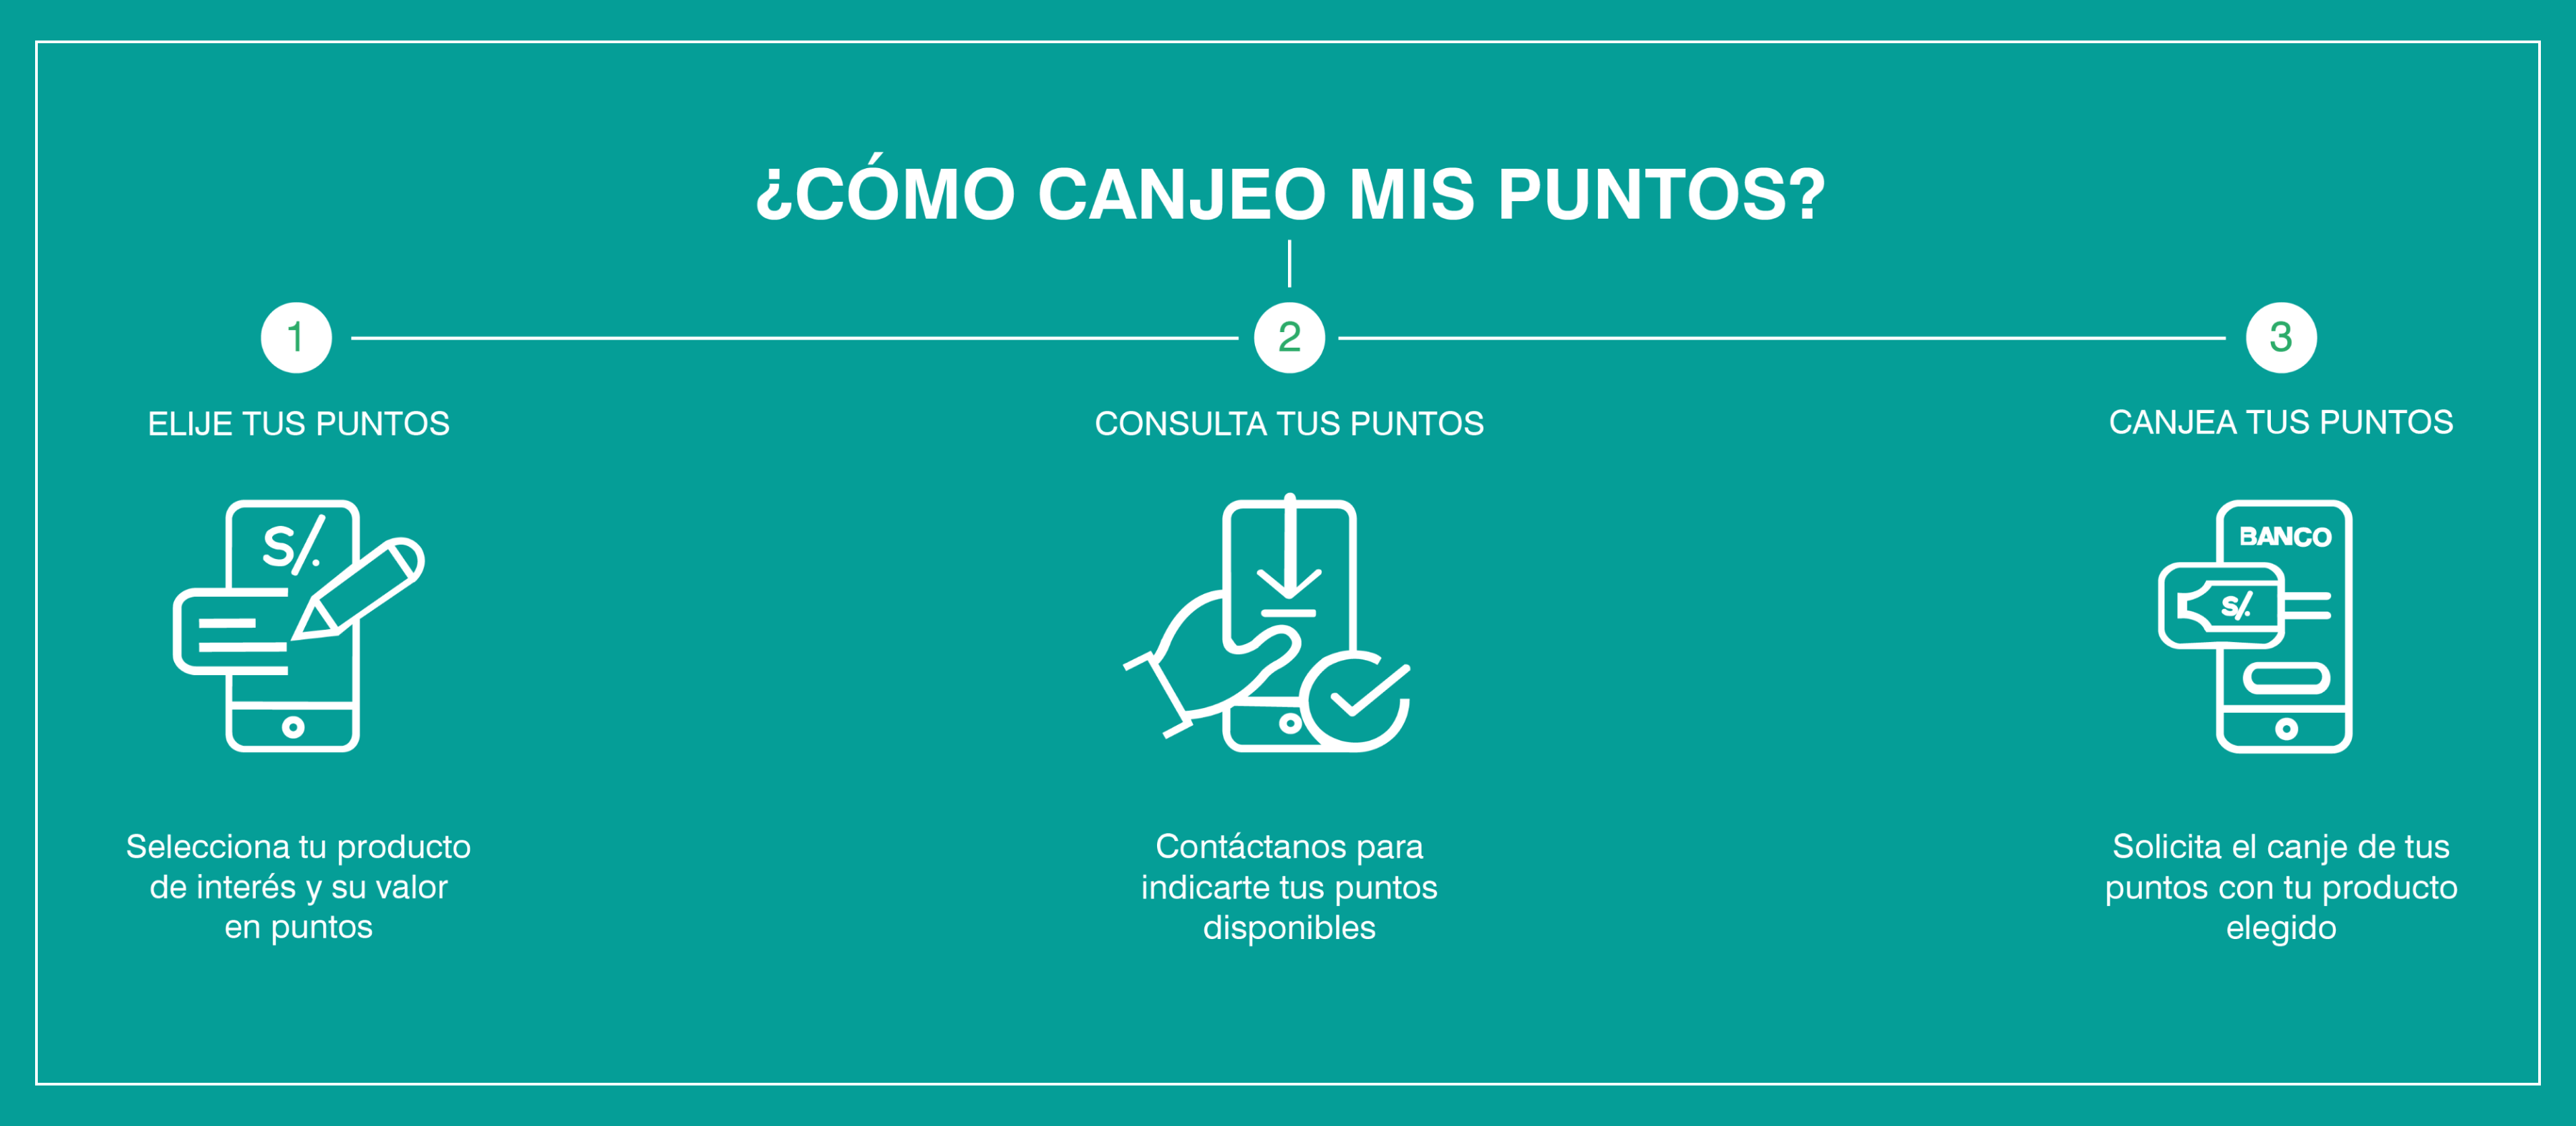 ¿CÓMO CANJEO MIS PUNTOS?
1
2
3
ELIJE TUS PUNTOS
CONSULTA TUS PUNTOS
CANJEA TUS PUNTOS
S/.
BANCO
S/.
Selecciona tu producto
de interés y su valor
en puntos
Contáctanos para
indicarte tus puntos
disponibles
Solicita el canje de tus
puntos con tu producto
elegido